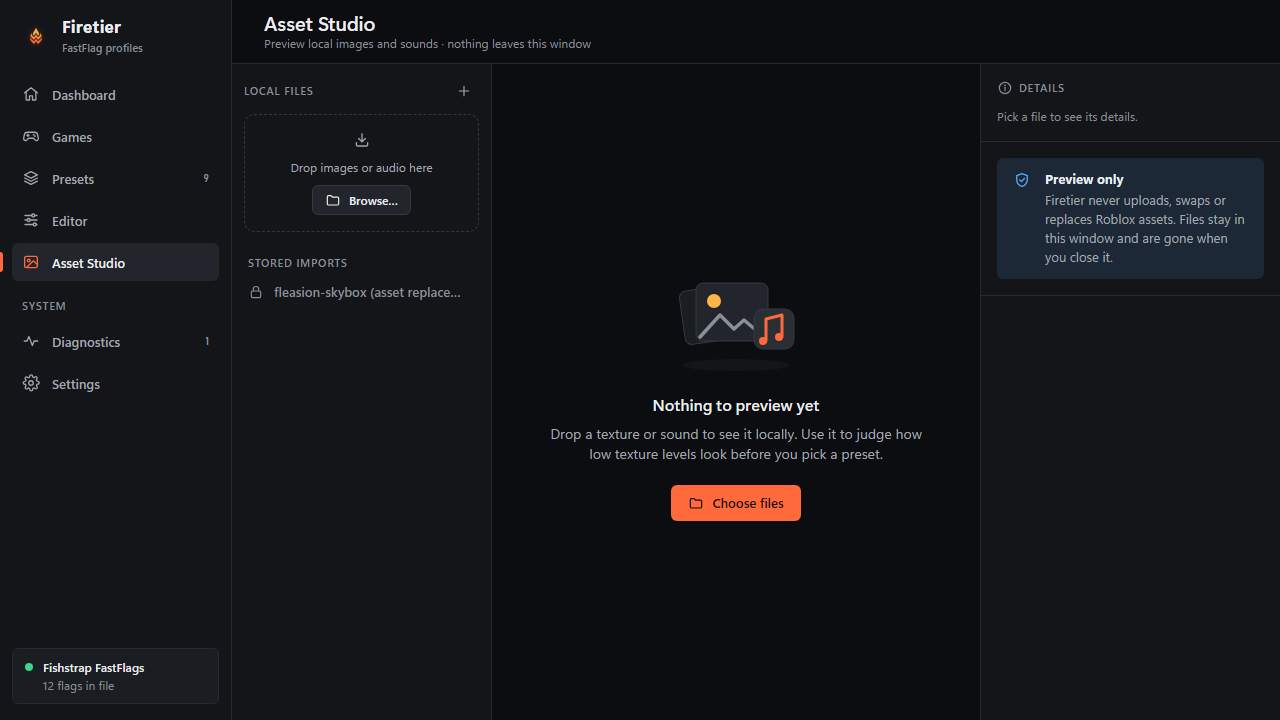 Firetier
FastFlag profiles
Dashboard
Games
Presets 9
Editor
Asset Studio
SYSTEM
Diagnostics 1
Settings
Fishstrap FastFlags
12 flags in file
Asset Studio
Preview local images and sounds · nothing leaves this window
LOCAL FILES
Drop images or audio here
Browse...
STORED IMPORTS
fleasion-skybox (asset replace...
Nothing to preview yet
Drop a texture or sound to see it locally. Use it to judge how
low texture levels look before you pick a preset.
Choose files
DETAILS
Pick a file to see its details.
Preview only
Firetier never uploads, swaps or
replaces Roblox assets. Files stay in
this window and are gone when
you close it.